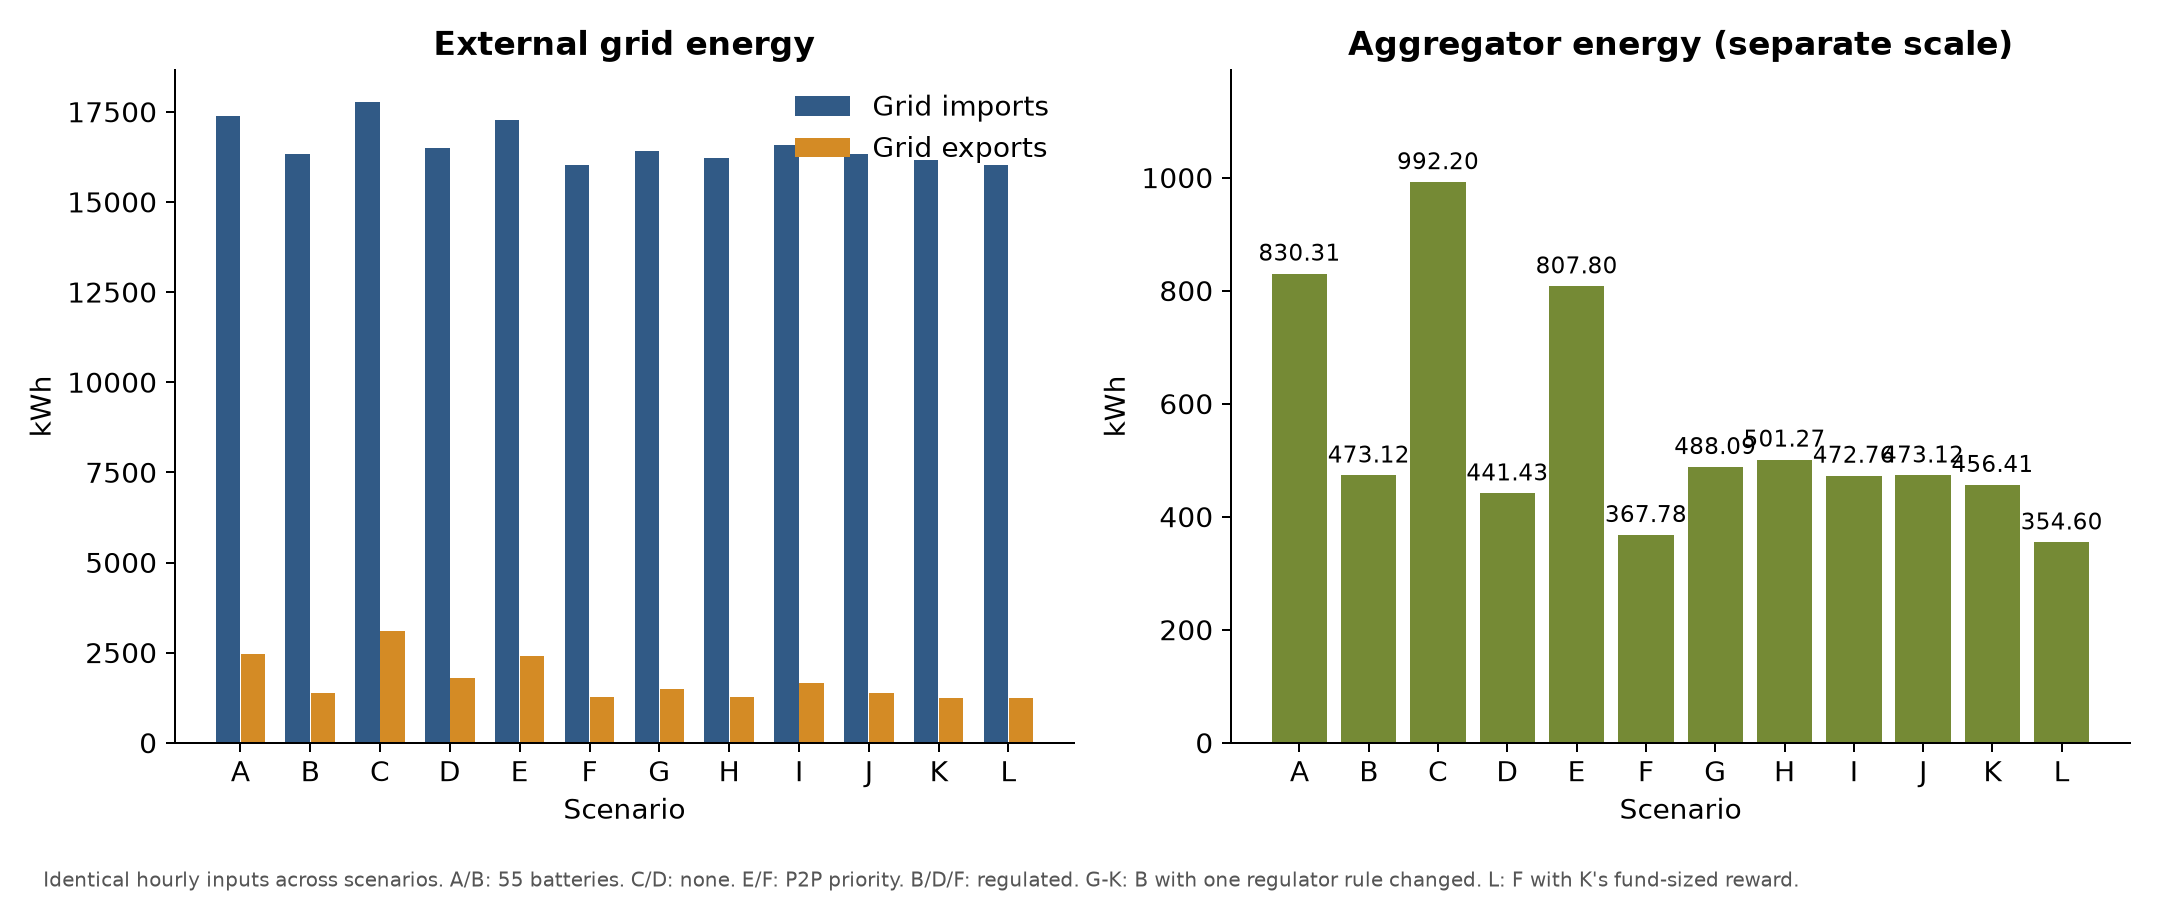 External grid energy
Grid imports
Grid exports
17500
15000
12500
10000
7500
5000
2500
0
kWh
A B C D E F G H I J K L
Scenario
Aggregator energy (separate scale)
1000
800
600
400
200
0
kWh
830.31
473.12
992.20
441.43
807.80
367.78
488.09
501.27
472.76
473.12
456.41
354.60
A B C D E F G H I J K L
Scenario
Identical hourly inputs across scenarios. A/B: 55 batteries. C/D: none. E/F: P2P priority. B/D/F: regulated. G-K: B with one regulator rule changed. L: F with K's fund-sized reward.